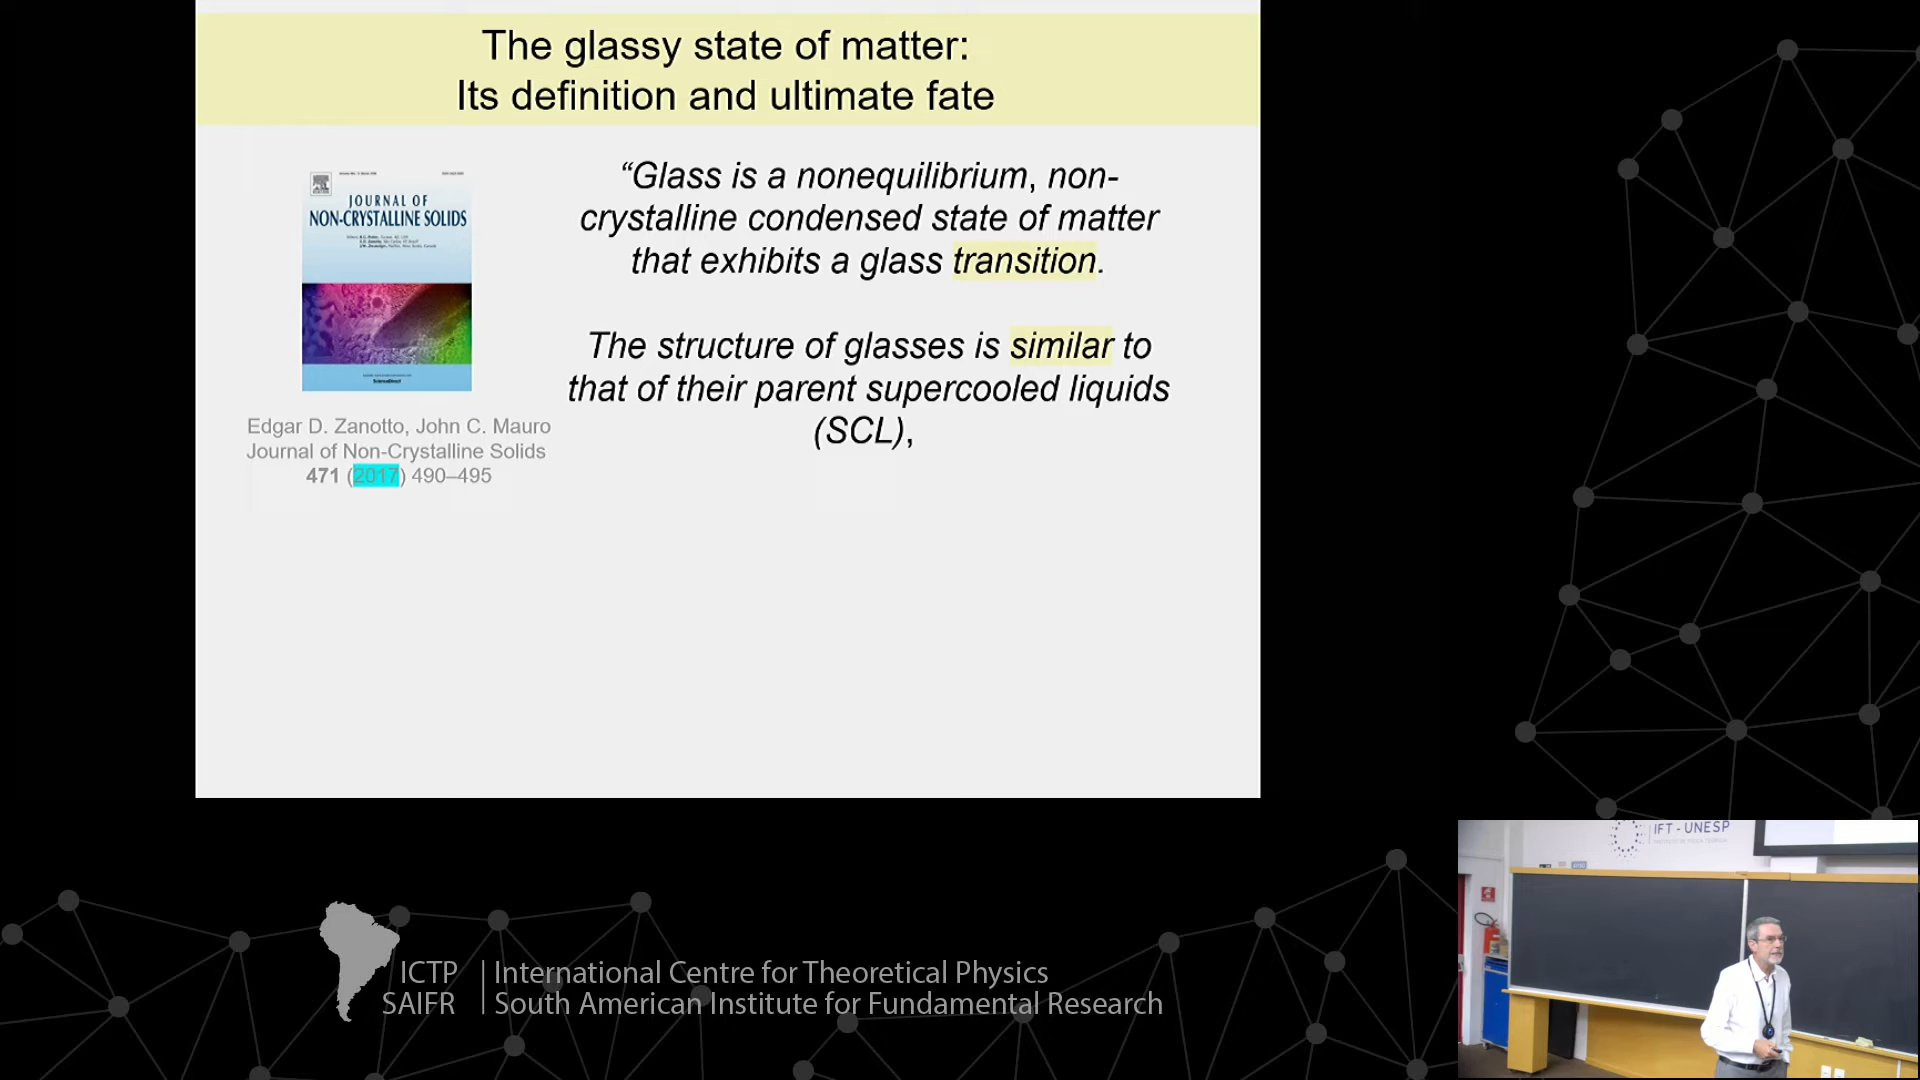 The glassy state of matter:
Its definition and ultimate fate
JOURNAL OF
NON-CRYSTALLINE SOLIDS
ScienceDirect
Edgar D. Zanotto, John C. Mauro
Journal of Non-Crystalline Solids
471 (2017) 490–495
“Glass is a nonequilibrium, non-
crystalline condensed state of matter
that exhibits a glass transition.
The structure of glasses is similar to
that of their parent supercooled liquids
(SCL),
IFT - UNESP
ICTP
SAIFR
International Centre for Theoretical Physics
South American Institute for Fundamental Research